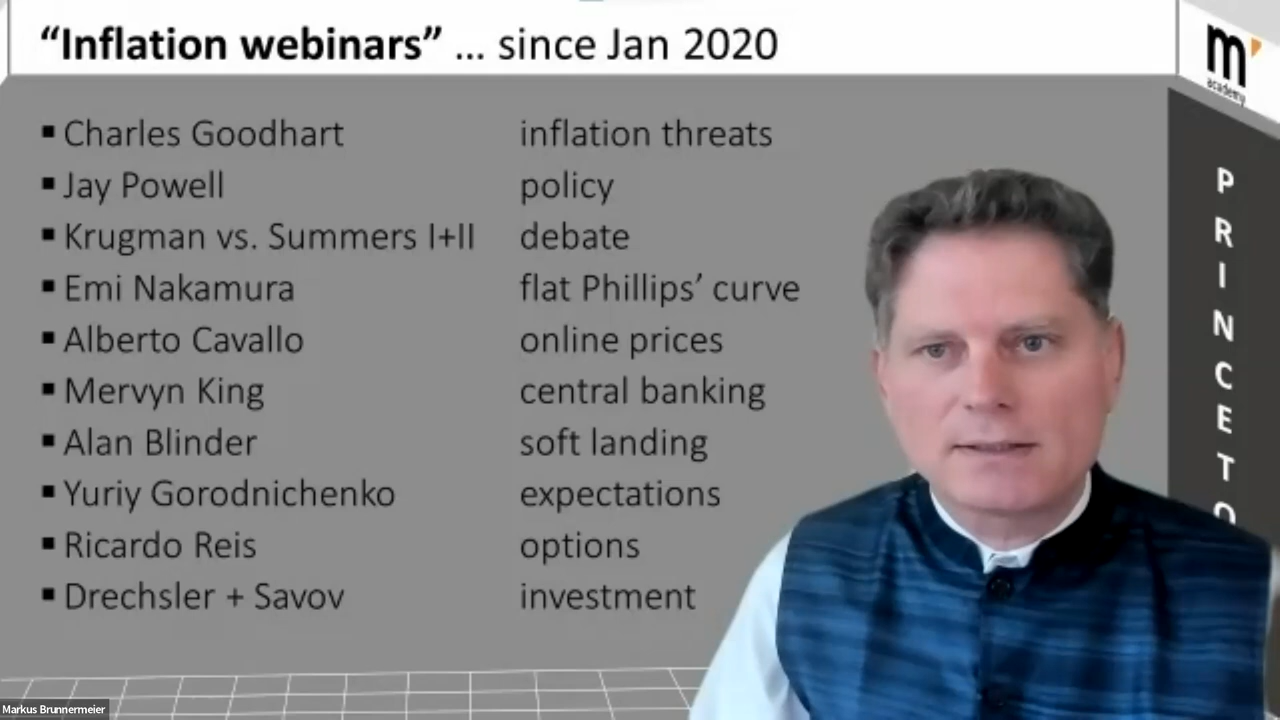 “Inflation webinars” … since Jan 2020
m'
academy
▪ Charles Goodhart inflation threats
▪ Jay Powell policy
▪ Krugman vs. Summers I+II debate
▪ Emi Nakamura flat Phillips’ curve
▪ Alberto Cavallo online prices
▪ Mervyn King central banking
▪ Alan Blinder soft landing
▪ Yuriy Gorodnichenko expectations
▪ Ricardo Reis options
▪ Drechsler + Savov investment
PRINCETO
Markus Brunnermeier